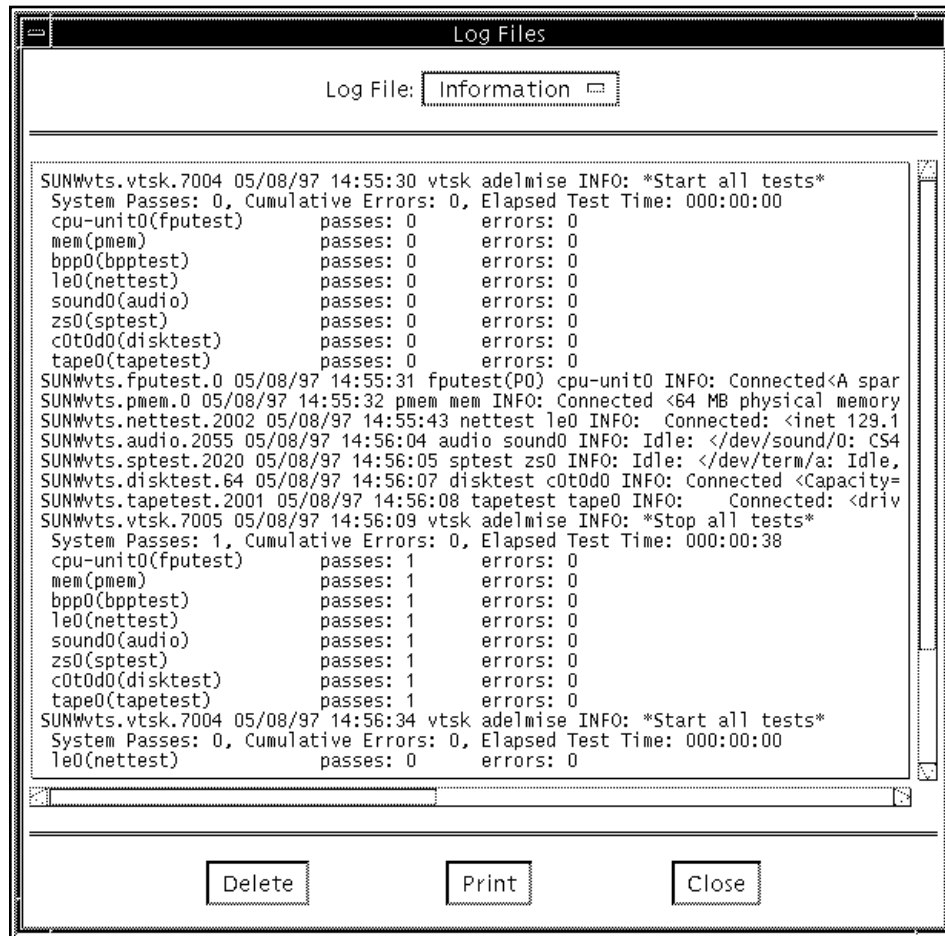 Log Files
Log File: Information
SUNWvts.vtsk.7004 05/08/97 14:55:30 vtsk adelmise INFO: *Start all tests*
System Passes: 0, Cumulative Errors: 0, Elapsed Test Time: 000:00:00
cpu-unit0(fputest) passes: 0 errors: 0
mem(pmem) passes: 0 errors: 0
bpp0(bpptest) passes: 0 errors: 0
le0(nettest) passes: 0 errors: 0
sound0(audio) passes: 0 errors: 0
zs0(sptest) passes: 0 errors: 0
c0t0d0(disktest) passes: 0 errors: 0
tape0(tapetest) passes: 0 errors: 0
SUNWvts.fputest.0 05/08/97 14:55:31 fputest(P0) cpu-unit0 INFO: Connected<A spar
SUNWvts.pmem.0 05/08/97 14:55:32 pmem mem INFO: Connected <64 MB physical memory
SUNWvts.nettest.2002 05/08/97 14:55:43 nettest le0 INFO: Connected: <inet 129.1
SUNWvts.audio.2055 05/08/97 14:56:04 audio sound0 INFO: Idle: </dev/sound/0: CS4
SUNWvts.sptest.2020 05/08/97 14:56:05 sptest zs0 INFO: Idle: </dev/term/a: Idle,
SUNWvts.disktest.64 05/08/97 14:56:07 disktest c0t0d0 INFO: Connected <Capacity=
SUNWvts.tapetest.2001 05/08/97 14:56:08 tapetest tape0 INFO: Connected: <driv
SUNWvts.vtsk.7005 05/08/97 14:56:09 vtsk adelmise INFO: *Stop all tests*
System Passes: 1, Cumulative Errors: 0, Elapsed Test Time: 000:00:38
cpu-unit0(fputest) passes: 1 errors: 0
mem(pmem) passes: 1 errors: 0
bpp0(bpptest) passes: 1 errors: 0
le0(nettest) passes: 1 errors: 0
sound0(audio) passes: 1 errors: 0
zs0(sptest) passes: 1 errors: 0
c0t0d0(disktest) passes: 1 errors: 0
tape0(tapetest) passes: 1 errors: 0
SUNWvts.vtsk.7004 05/08/97 14:56:34 vtsk adelmise INFO: *Start all tests*
System Passes: 0, Cumulative Errors: 0, Elapsed Test Time: 000:00:00
le0(nettest) passes: 0 errors: 0
Delete Print Close